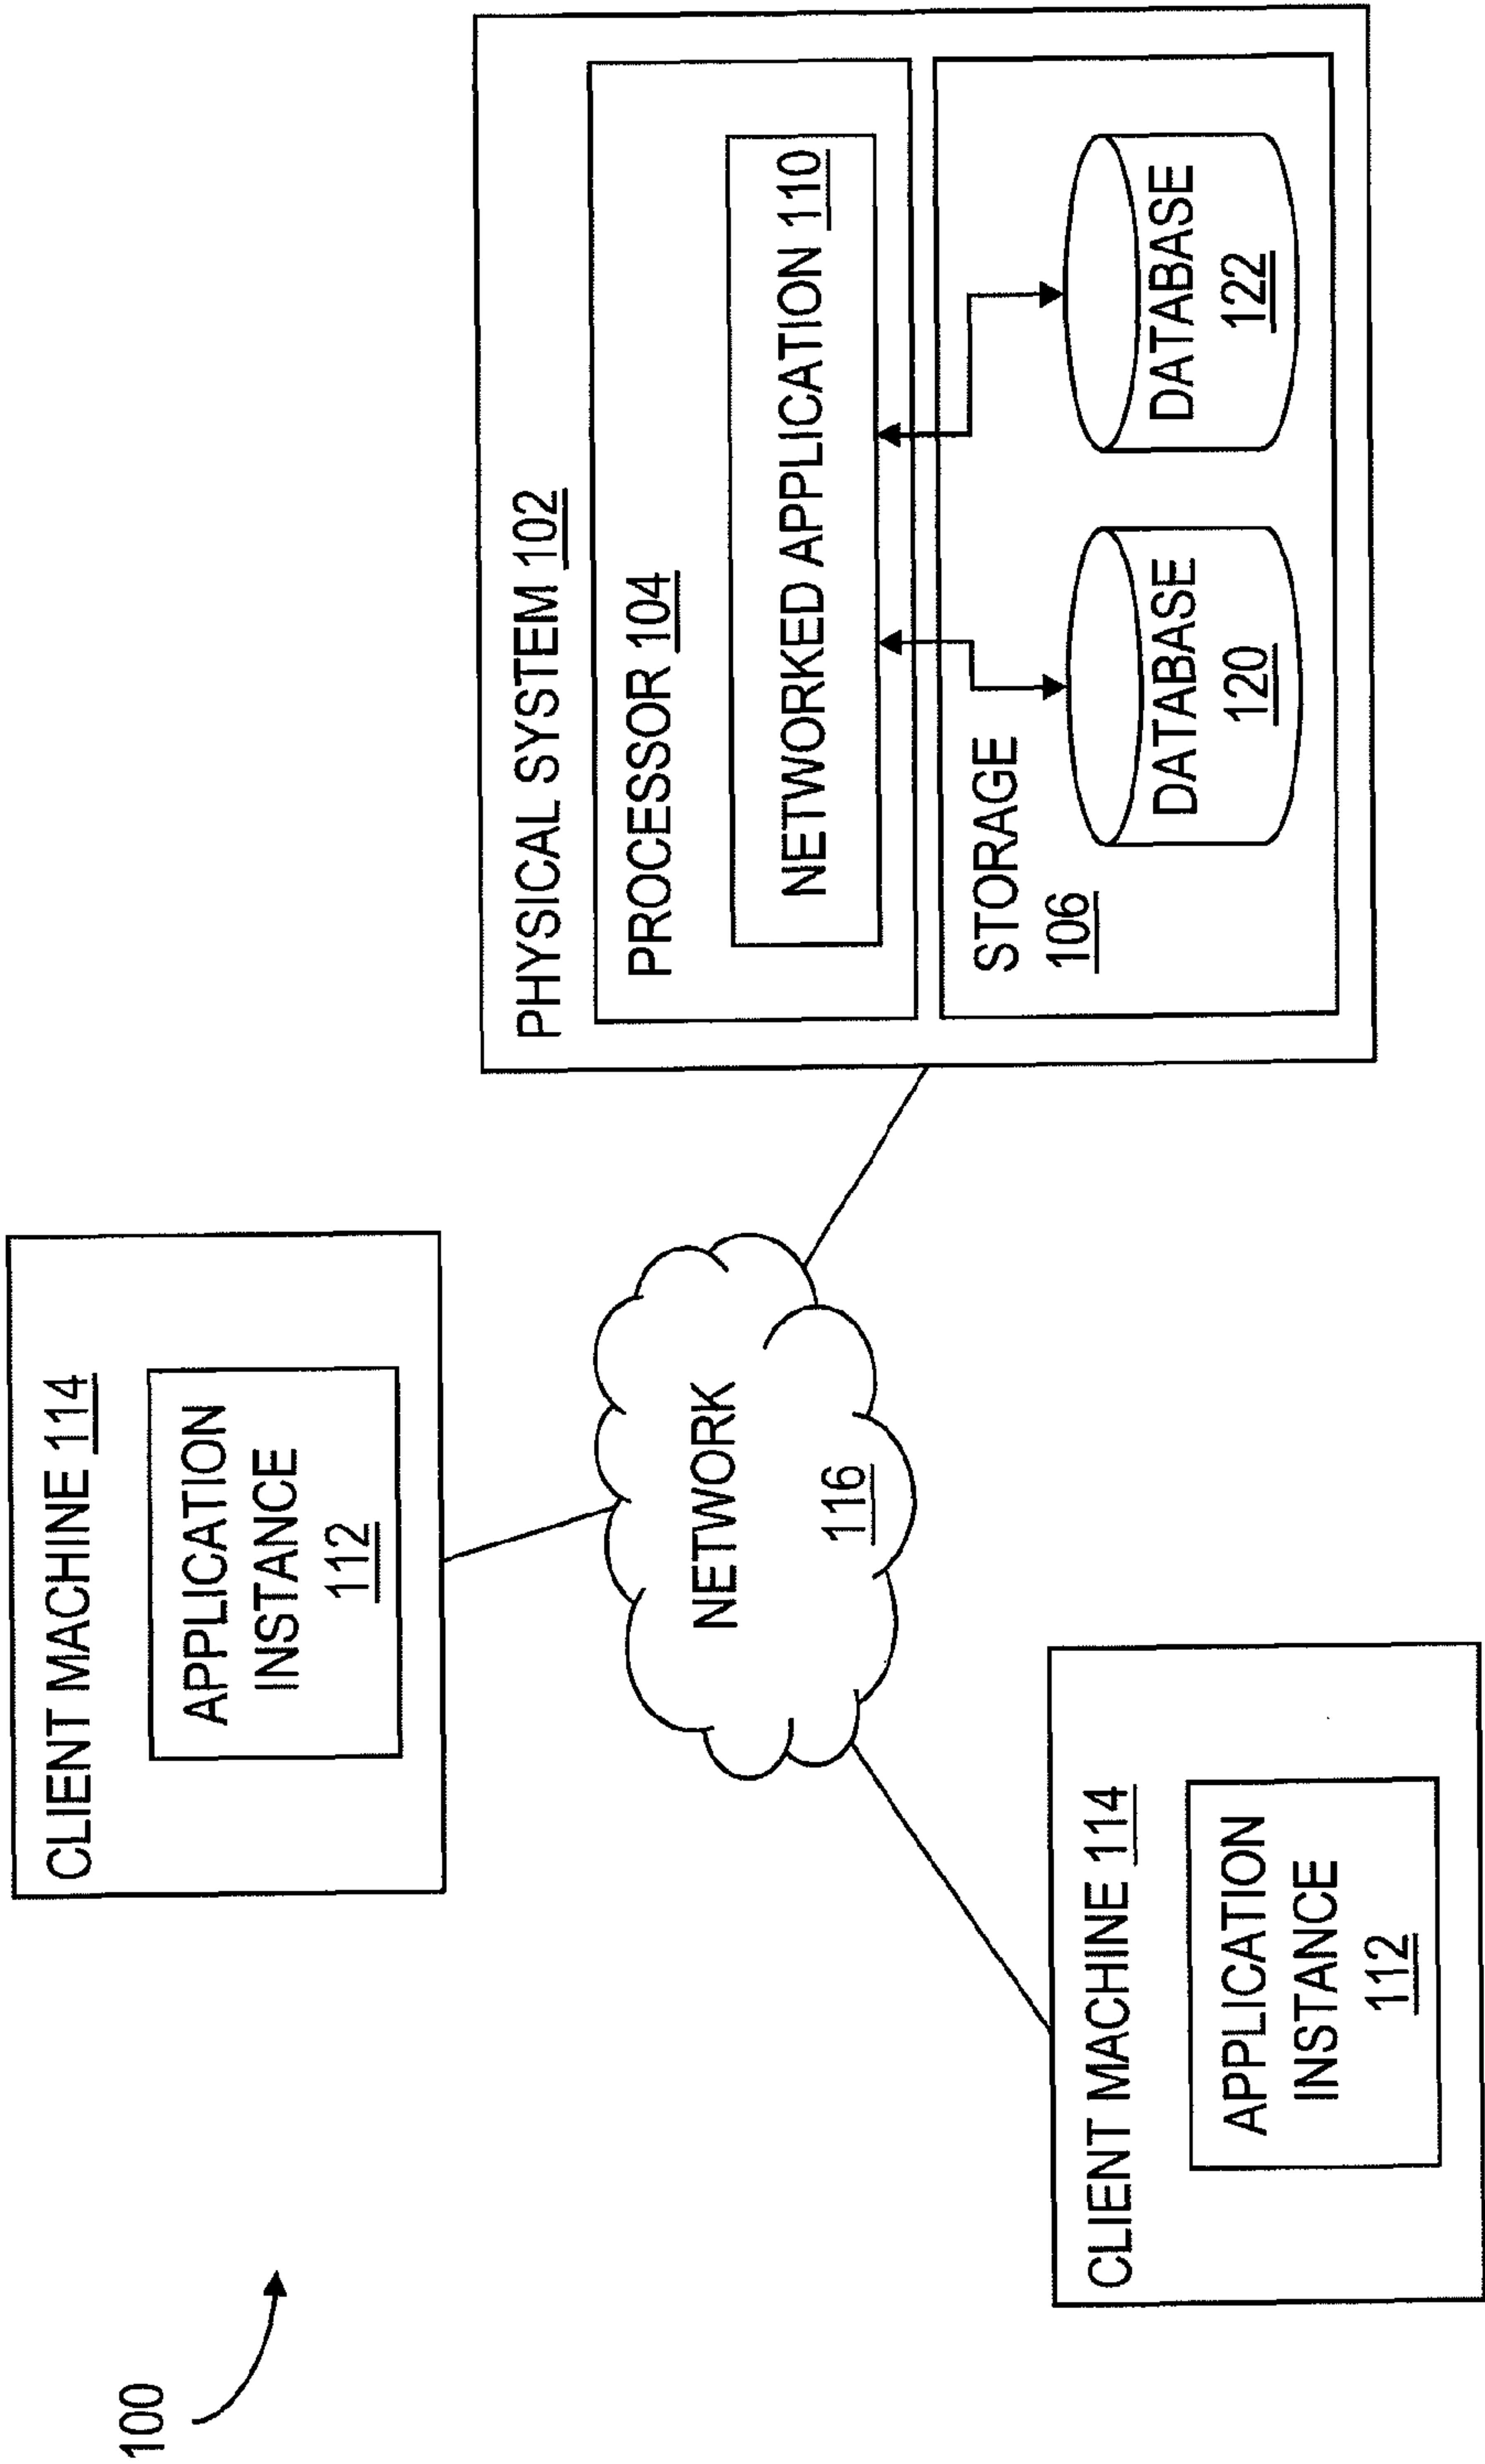 100
CLIENT MACHINE 114
APPLICATION
INSTANCE
112
CLIENT MACHINE 114
APPLICATION
INSTANCE
112
NETWORK
116
PHYSICAL SYSTEM 102
PROCESSOR 104
NETWORKED APPLICATION 110
STORAGE
106
DATABASE
120
DATABASE
122